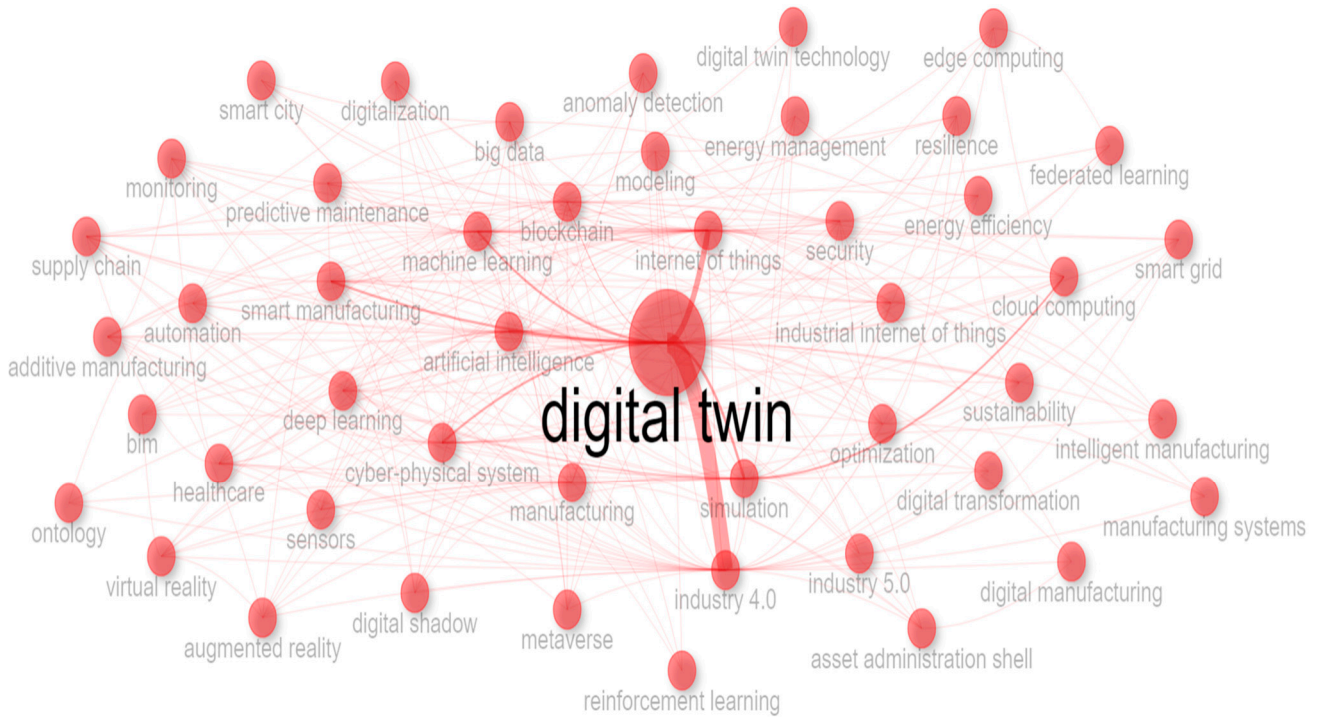 digital twin technology
edge computing
smart city
digitalization
anomaly detection
big data
energy management
resilience
monitoring
modeling
federated learning
predictive maintenance
blockchain
energy efficiency
supply chain
machine learning
internet of things
security
smart grid
smart manufacturing
cloud computing
automation
industrial internet of things
additive manufacturing
artificial intelligence
digital twin
deep learning
sustainability
bim
cyber-physical system
optimization
intelligent manufacturing
healthcare
manufacturing
simulation
digital transformation
ontology
sensors
manufacturing systems
virtual reality
industry 4.0
industry 5.0
digital manufacturing
augmented reality
digital shadow
metaverse
asset administration shell
reinforcement learning